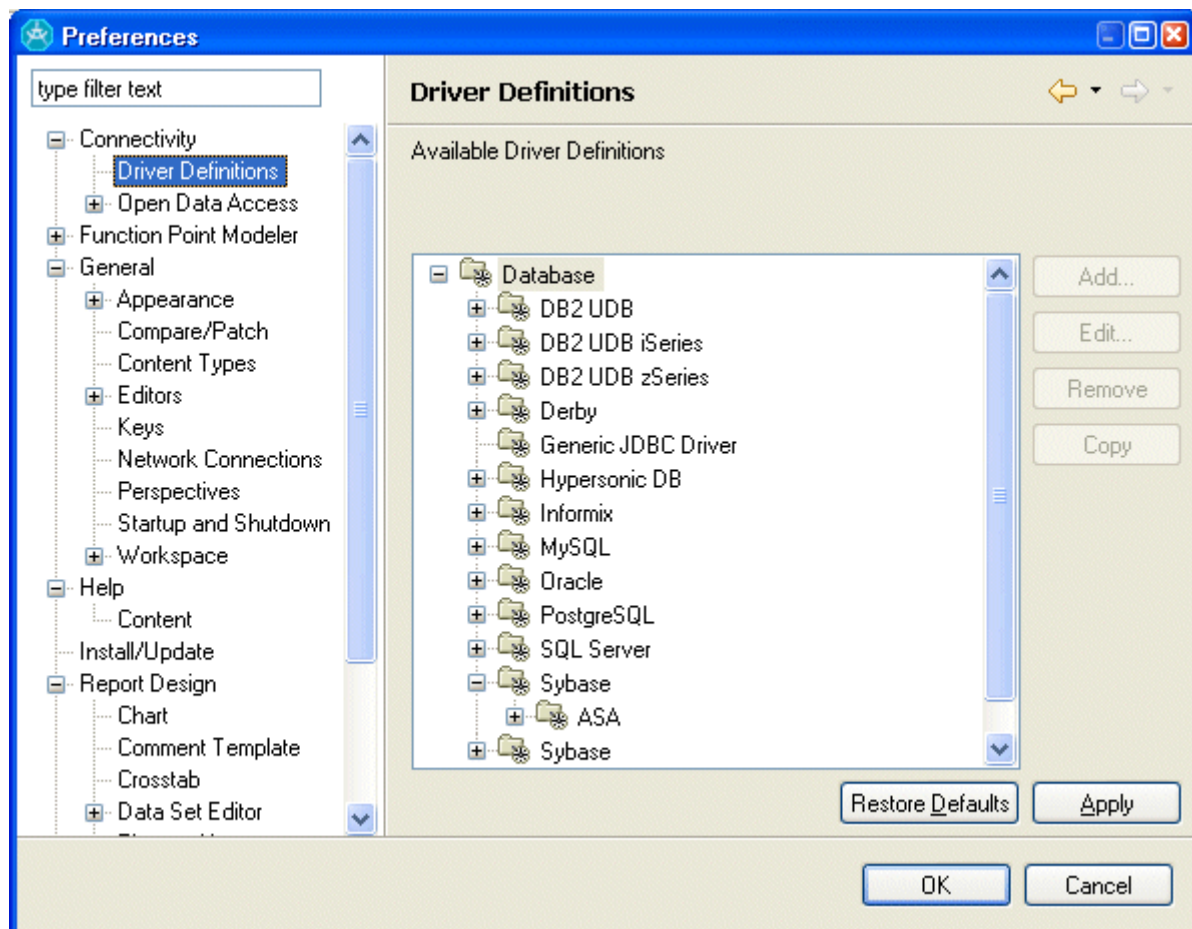 Preferences
type filter text
Connectivity
Driver Definitions
Open Data Access
Function Point Modeler
General
Appearance
Compare/Patch
Content Types
Editors
Keys
Network Connections
Perspectives
Startup and Shutdown
Workspace
Help
Content
Install/Update
Report Design
Chart
Comment Template
Crosstab
Data Set Editor
Driver Definitions
Available Driver Definitions
Database
DB2 UDB
DB2 UDB iSeries
DB2 UDB zSeries
Derby
Generic JDBC Driver
Hypersonic DB
Informix
MySQL
Oracle
PostgreSQL
SQL Server
Sybase
ASA
Sybase
Add...
Edit...
Remove
Copy
Restore Defaults
Apply
OK
Cancel